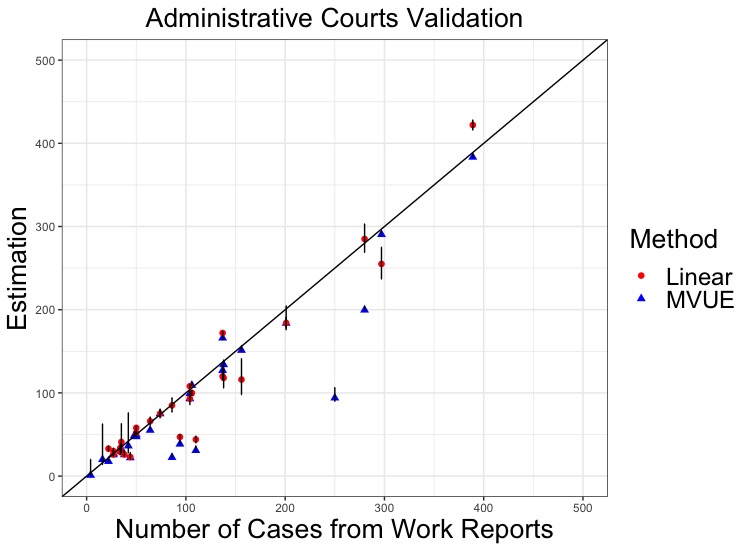 Administrative Courts Validation
500
400
300
200
100
0
Estimation
0 100 200 300 400 500
Number of Cases from Work Reports
Method
Linear
MVUE